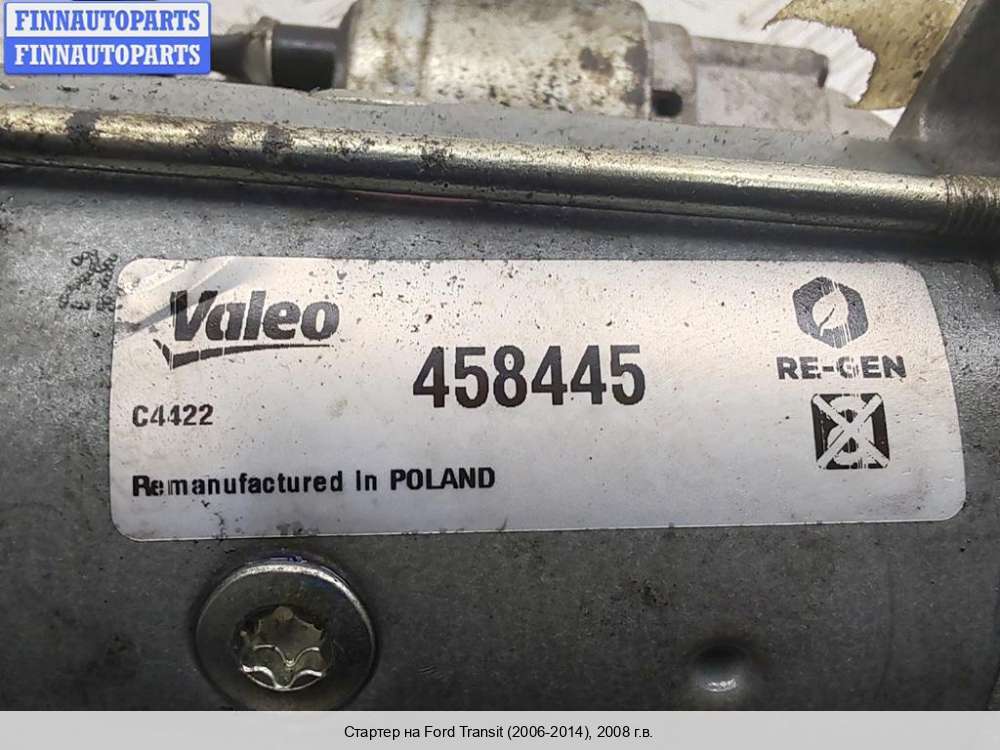 FINNAUTOPARTS
FINNAUTOPARTS
Valeo
458445
RE-GEN
C4422
Remanufactured in POLAND
Стартер на Ford Transit (2006-2014), 2008 г.в.